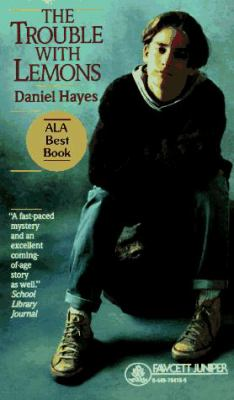 THE
TROUBLE
WITH
LEMONS
Daniel Hayes
ALA
Best
Book
"A fast-paced
mystery
and an
excellent
coming-
of-age
story
as well."
School
Library
Journal
FAWCETT JUNIPER